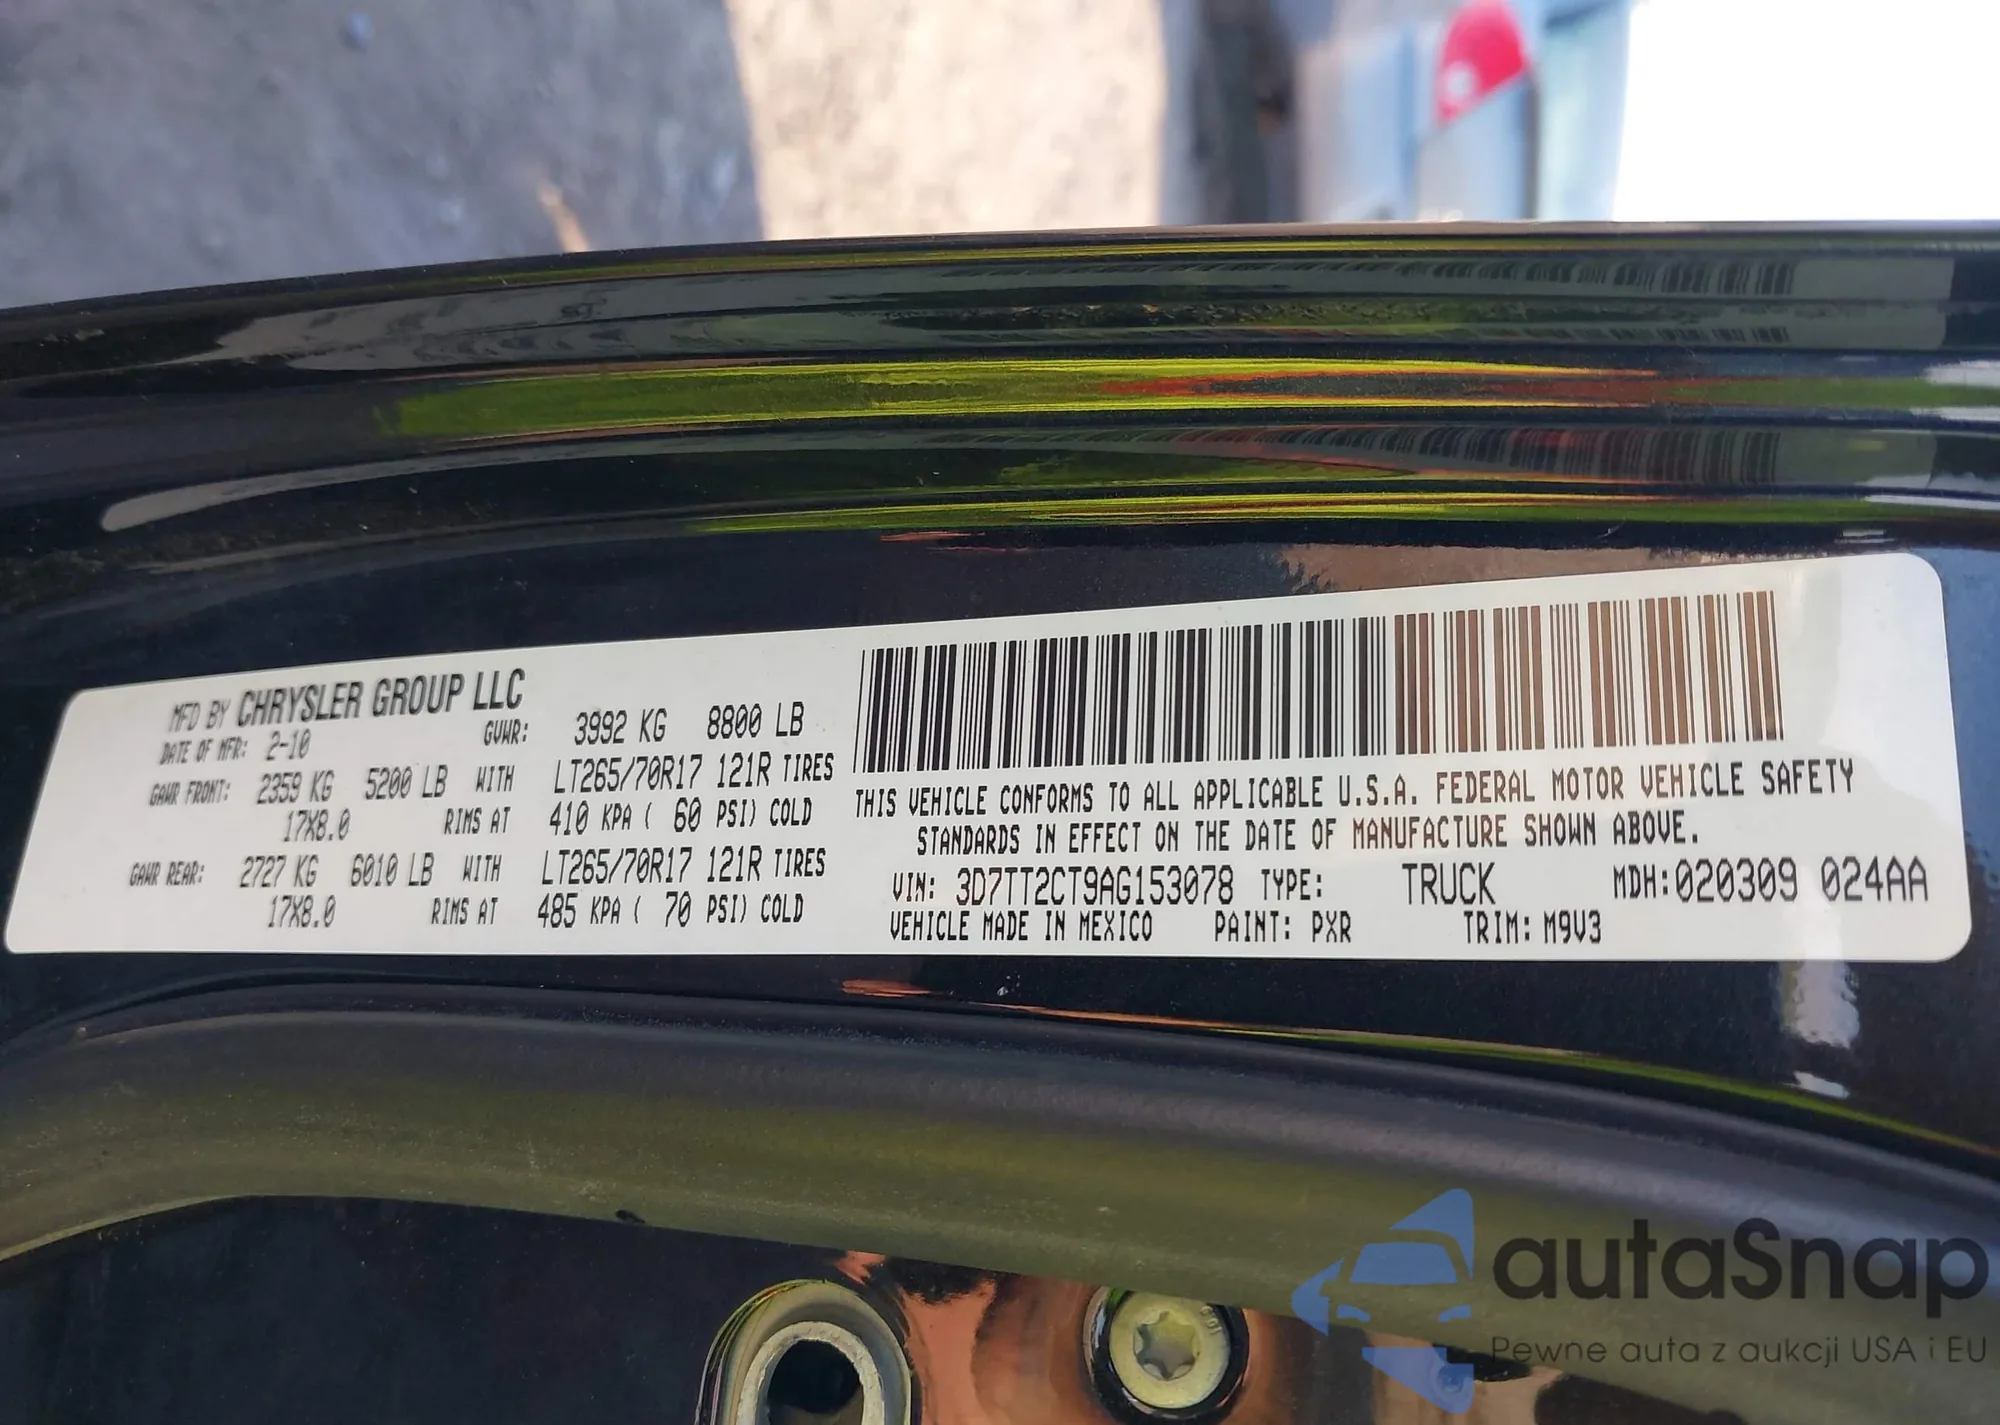 MFD BY CHRYSLER GROUP LLC
DATE OF MFR: 2-10 GVWR: 3992 KG 8800 LB
GAWR FRONT: 2359 KG 5200 LB WITH LT265/70R17 121R TIRES
17X8.0 RIMS AT 410 KPA ( 60 PSI) COLD
GAWR REAR: 2727 KG 6010 LB WITH LT265/70R17 121R TIRES
17X8.0 RIMS AT 485 KPA ( 70 PSI) COLD
THIS VEHICLE CONFORMS TO ALL APPLICABLE U.S.A. FEDERAL MOTOR VEHICLE SAFETY
STANDARDS IN EFFECT ON THE DATE OF MANUFACTURE SHOWN ABOVE.
VIN: 3D7TT2CT9AG153078 TYPE: TRUCK MDH:020309 024AA
VEHICLE MADE IN MEXICO PAINT: PXR TRIM: M9V3
autaSnap
Pewne auta z aukcji USA i EU